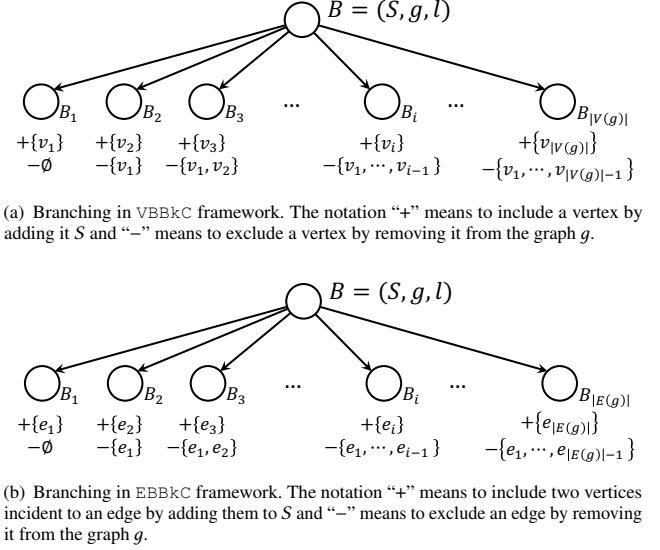 B = (S, g, l)
B₁ B₂ B₃ ... Bᵢ ... B|V(g)|
+{v₁} +{v₂} +{v₃} +{vᵢ} +{v|V(g)|}
−∅ −{v₁} −{v₁, v₂} −{v₁, ⋯, vᵢ₋₁} −{v₁, ⋯, v|V(g)|−1}
(a) Branching in VBBkC framework. The notation “+” means to include a vertex by
adding it S and “−” means to exclude a vertex by removing it from the graph g.
B = (S, g, l)
B₁ B₂ B₃ ... Bᵢ ... B|E(g)|
+{e₁} +{e₂} +{e₃} +{eᵢ} +{e|E(g)|}
−∅ −{e₁} −{e₁, e₂} −{e₁, ⋯, eᵢ₋₁} −{e₁, ⋯, e|E(g)|−1}
(b) Branching in EBBkC framework. The notation “+” means to include two vertices
incident to an edge by adding them to S and “−” means to exclude an edge by removing
it from the graph g.